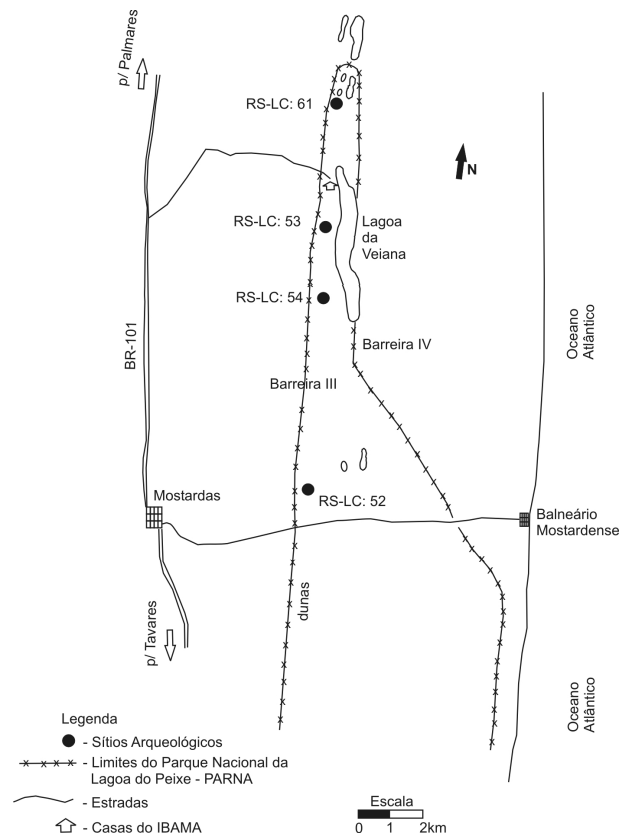 p/ Palmares
RS-LC: 61
N
RS-LC: 53
Lagoa
da
Veiana
RS-LC: 54
BR-101
Oceano
Atlântico
Barreira IV
Barreira III
Mostardas
RS-LC: 52
Balneário
Mostardense
dunas
p/ Tavares
Oceano
Atlântico
Legenda
- Sítios Arqueológicos
- Limites do Parque Nacional da
Lagoa do Peixe - PARNA
- Estradas
- Casas do IBAMA
Escala
0 1 2km